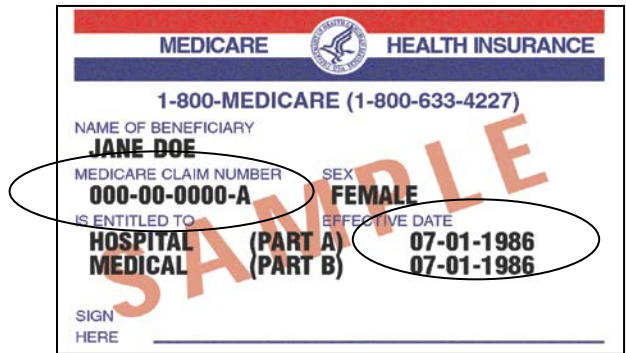 MEDICARE HEALTH INSURANCE
1-800-MEDICARE (1-800-633-4227)
NAME OF BENEFICIARY
JANE DOE
MEDICARE CLAIM NUMBER SEX
000-00-0000-A FEMALE
IS ENTITLED TO EFFECTIVE DATE
HOSPITAL (PART A) 07-01-1986
MEDICAL (PART B) 07-01-1986
SAMPLE
SIGN
HERE